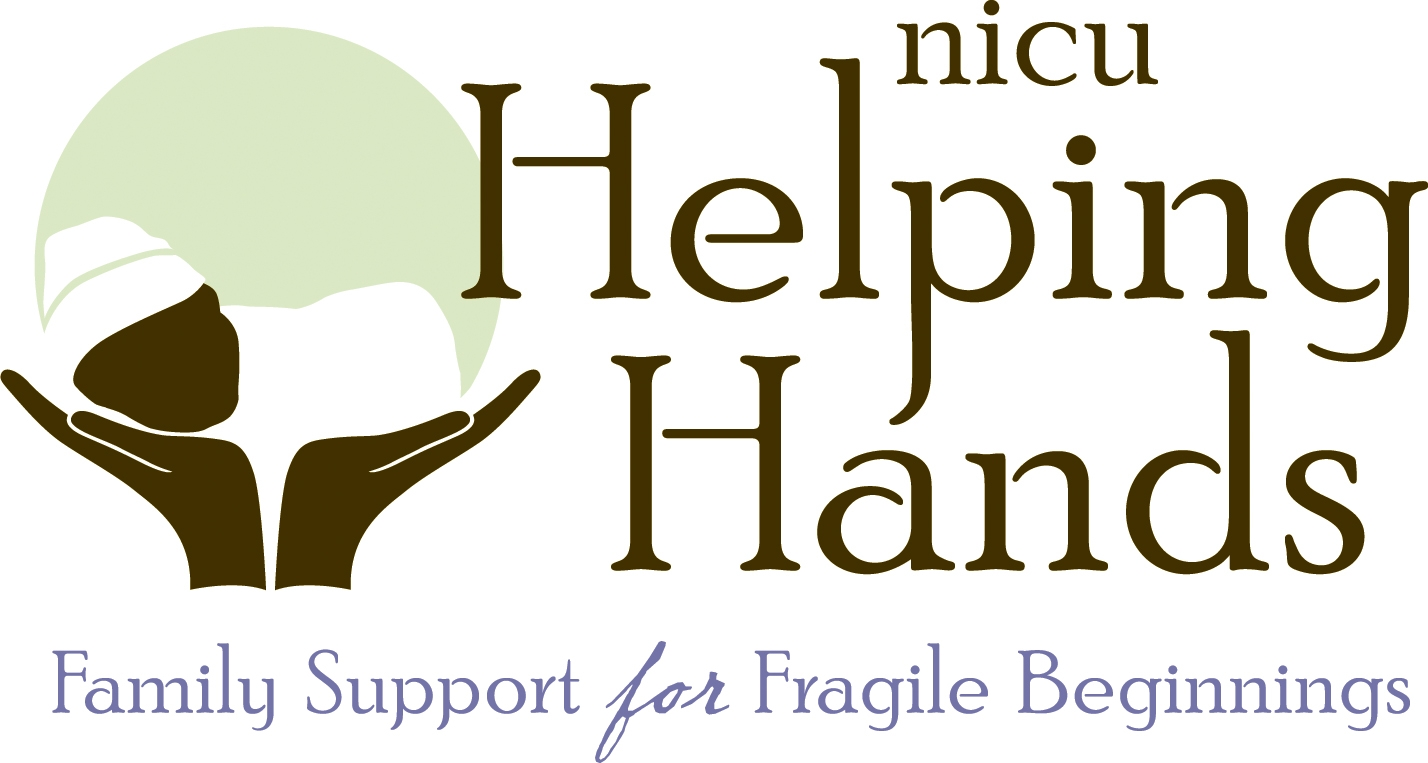 nicu
Helping
Hands
Family Support for Fragile Beginnings